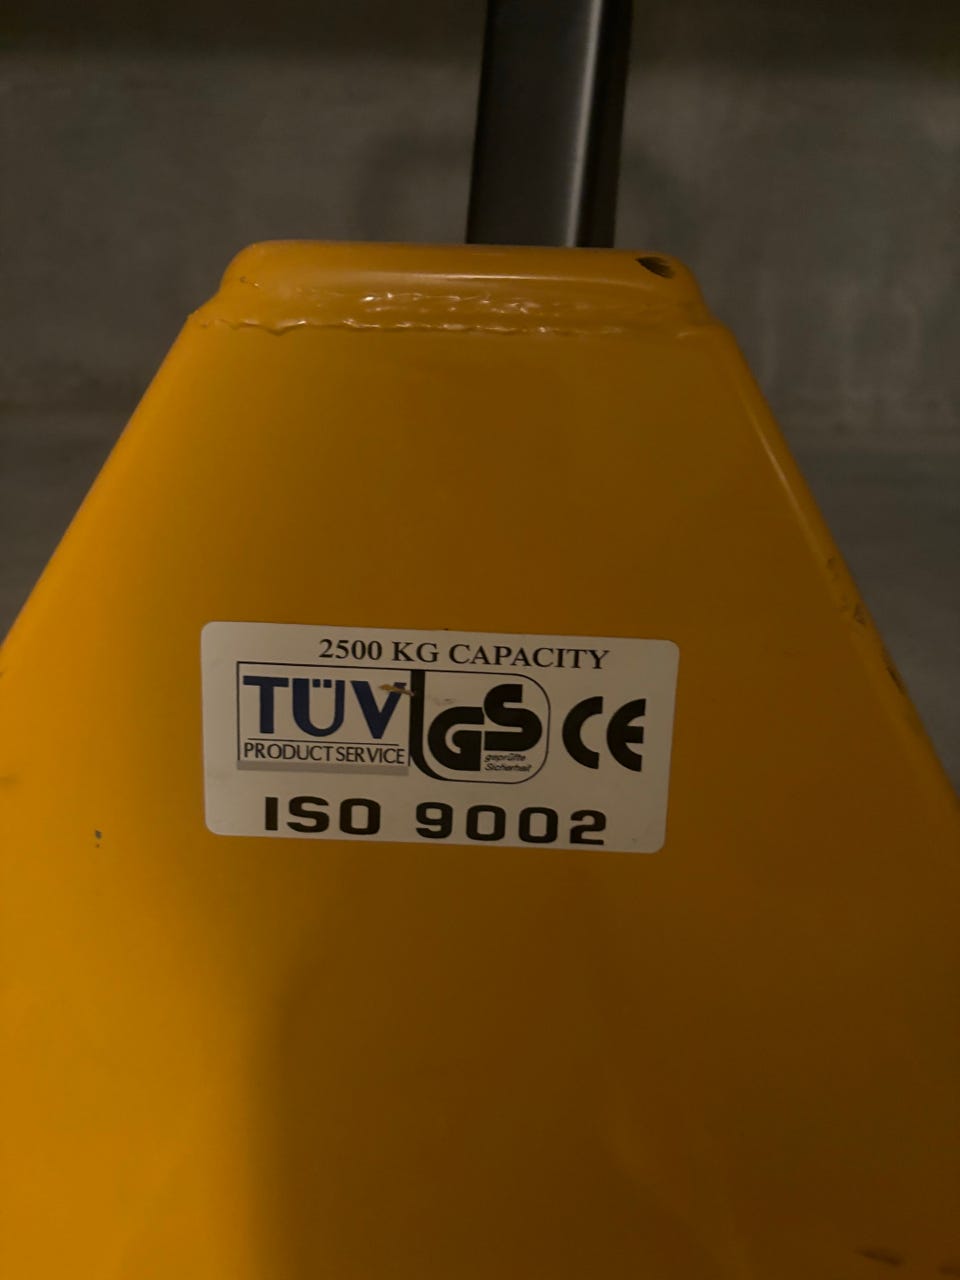 2500 KG CAPACITY
TÜV
PRODUCT SERVICE
GS
geprüfte
Sicherheit
CE
ISO 9002